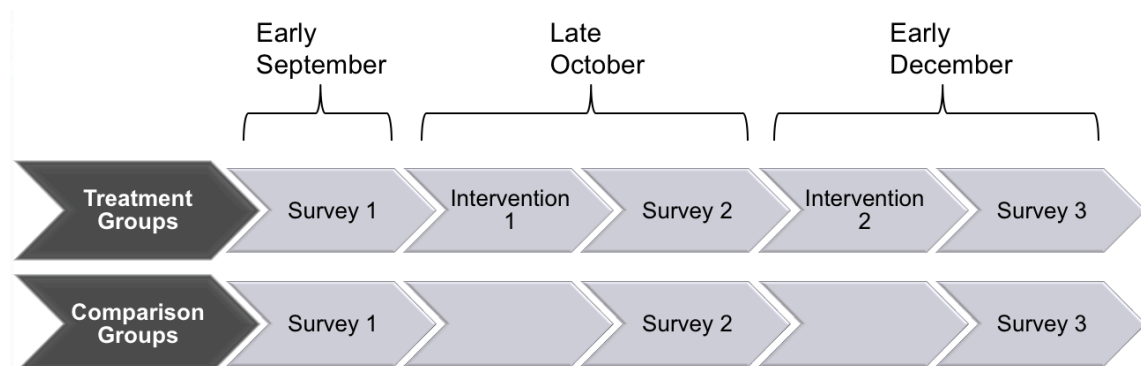 Early
September
Late
October
Early
December
Treatment
Groups
Survey 1
Intervention
1
Survey 2
Intervention
2
Survey 3
Comparison
Groups
Survey 1
Survey 2
Survey 3